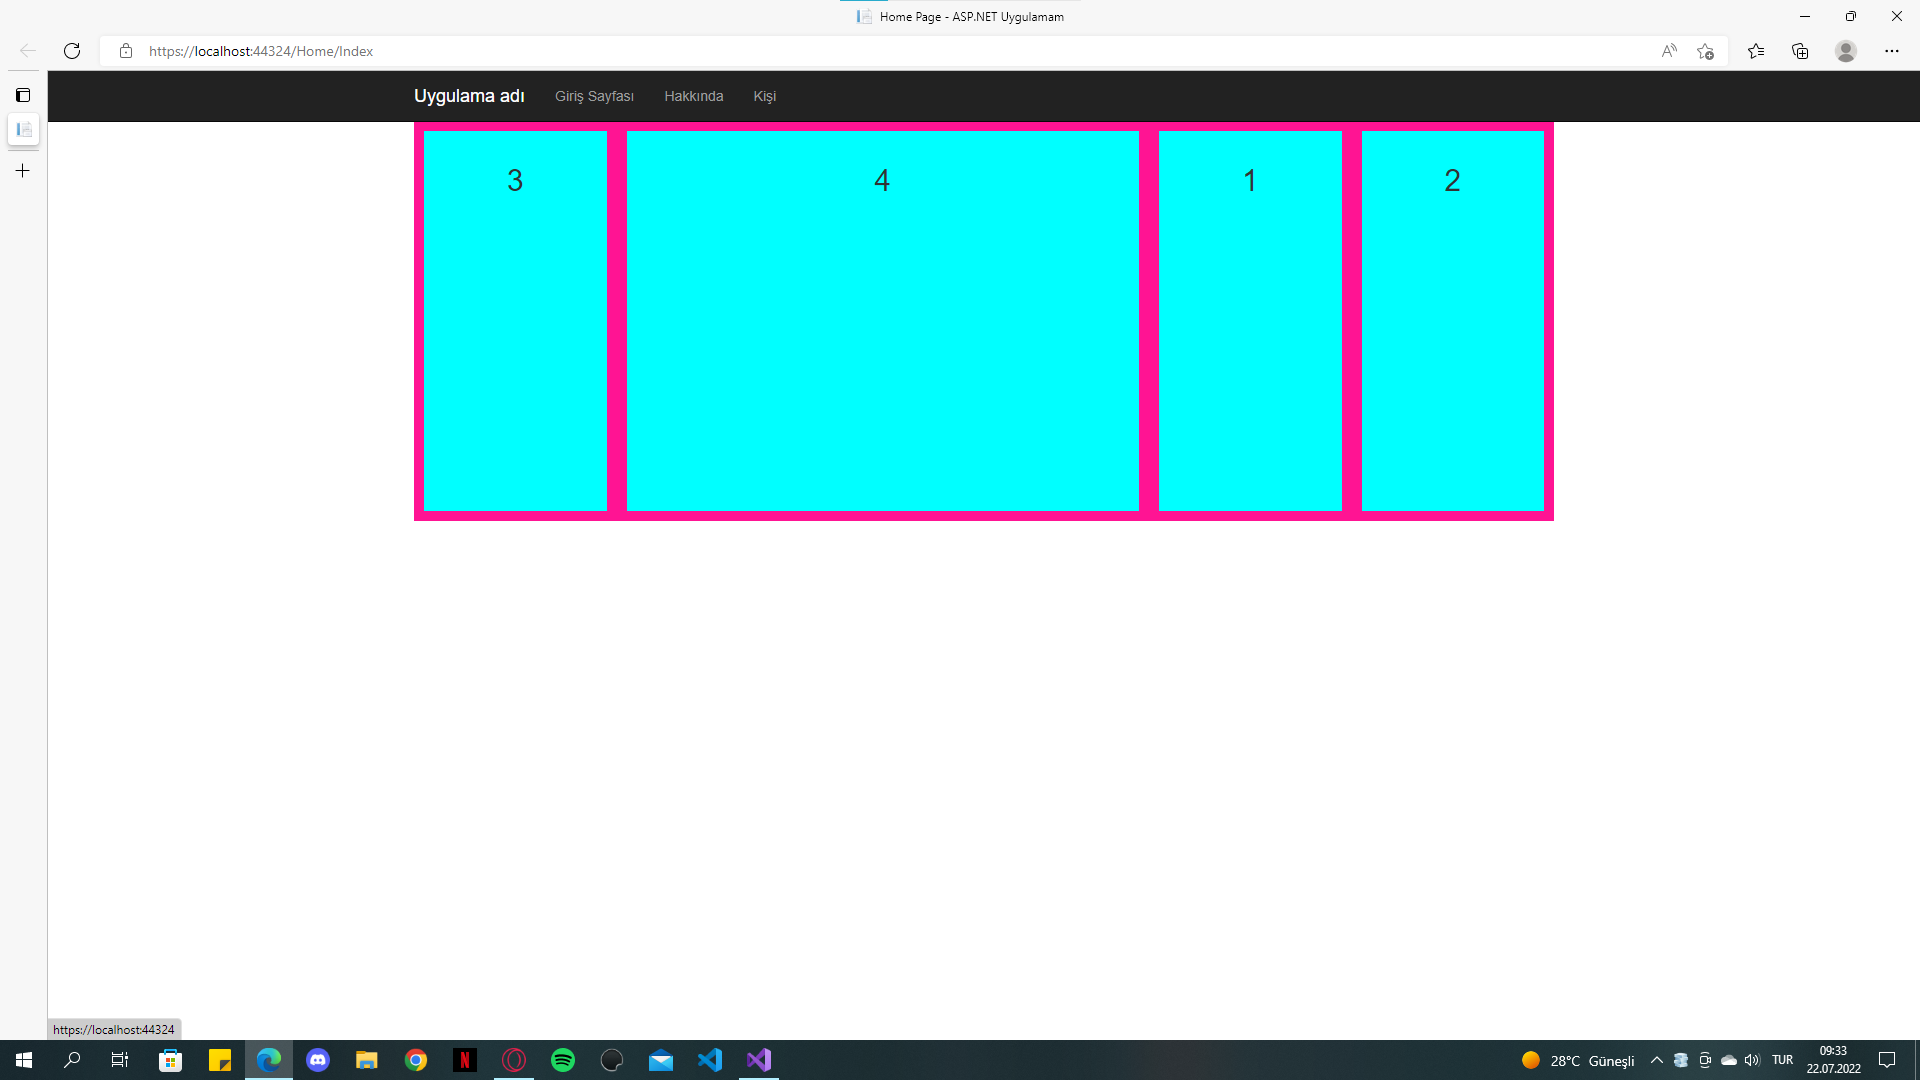 Home Page - ASP.NET Uygulamam
https://localhost:44324/Home/Index
Uygulama adı Giriş Sayfası Hakkında Kişi
3 4 1 2
https://localhost:44324
28°C Güneşli TUR 09:33
22.07.2022